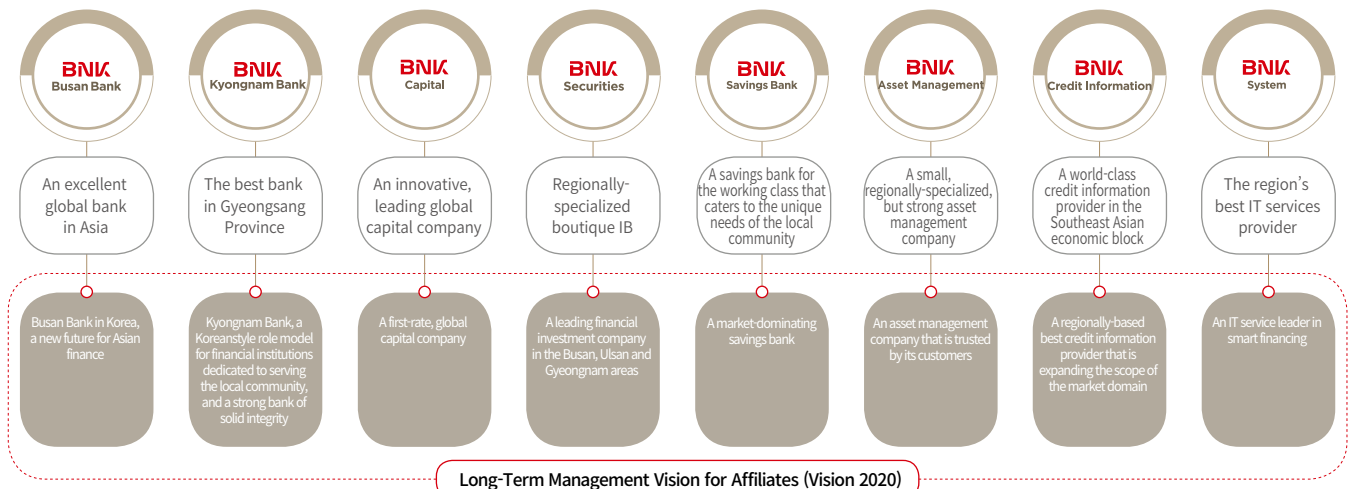 BNK
Busan Bank
BNK
Kyongnam Bank
BNK
Capital
BNK
Securities
BNK
Savings Bank
BNK
Asset Management
BNK
Credit Information
BNK
System
An excellent
global bank
in Asia
The best bank
in Gyeongsang
Province
An innovative,
leading global
capital company
Regionally-
specialized
boutique IB
A savings bank for
the working class that
caters to the unique
needs of the local
community
A small,
regionally-specialized,
but strong asset
management
company
A world-class
credit information
provider in the
Southeast Asian
economic block
The region's
best IT services
provider
Busan Bank in Korea,
a new future for Asian
finance
Kyongnam Bank, a
Koreanstyle role model
for financial institutions
dedicated to serving
the local community,
and a strong bank of
solid integrity
A first-rate, global
capital company
A leading financial
investment company
in the Busan, Ulsan and
Gyeongnam areas
A market-dominating
savings bank
An asset management
company that is trusted
by its customers
A regionally-based
best credit information
provider that is
expanding the scope of
the market domain
An IT service leader in
smart financing
Long-Term Management Vision for Affiliates (Vision 2020)